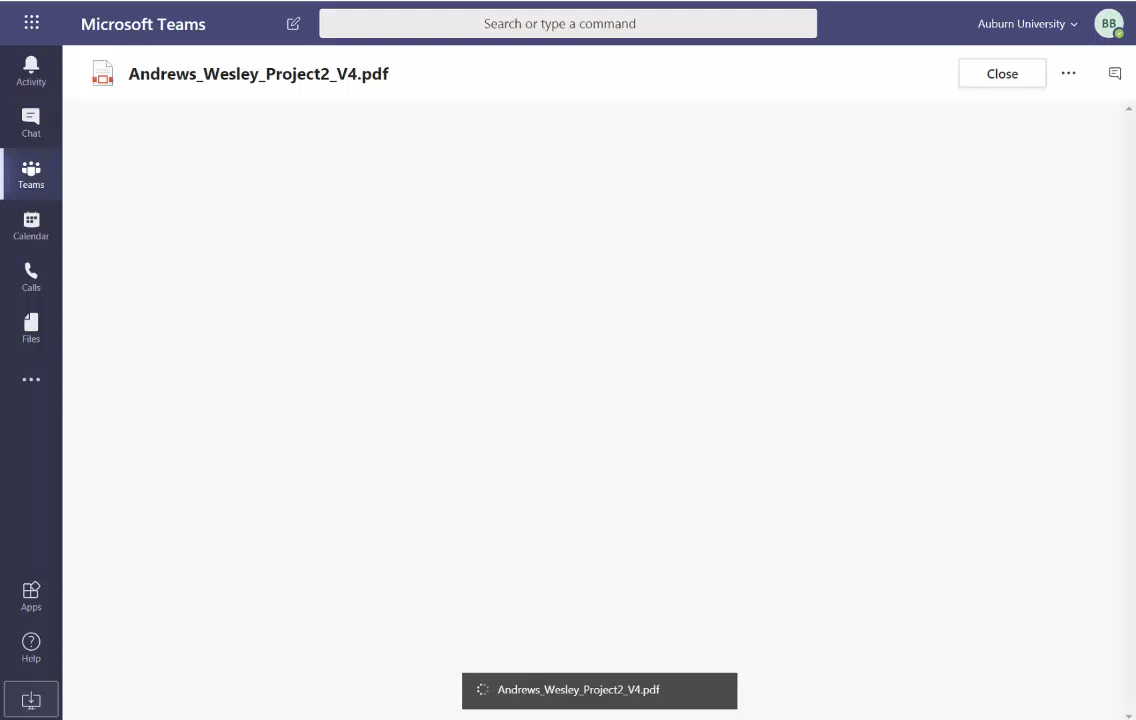 Microsoft Teams
Search or type a command
Auburn University
BB
Activity
Chat
Teams
Calendar
Calls
Files
Apps
Help
Andrews_Wesley_Project2_V4.pdf
Close
Andrews_Wesley_Project2_V4.pdf